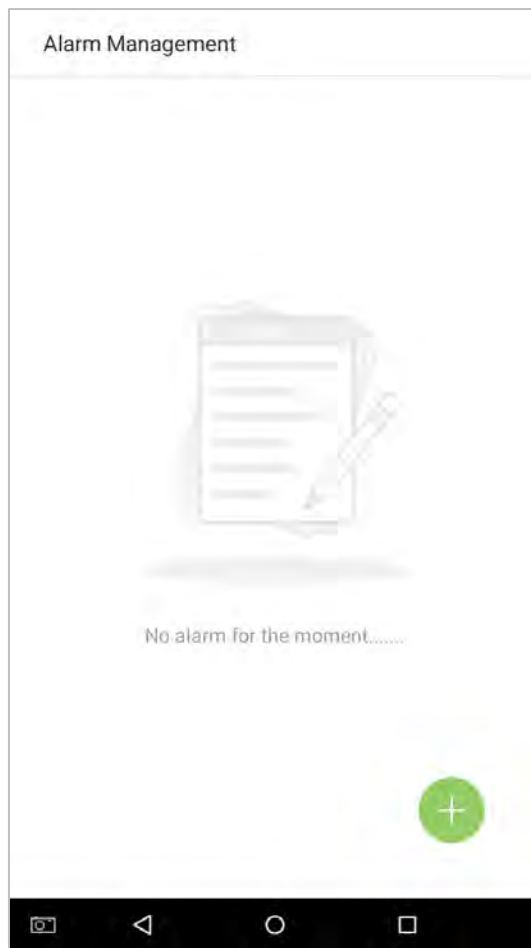 Alarm Management
No alarm for the moment.......